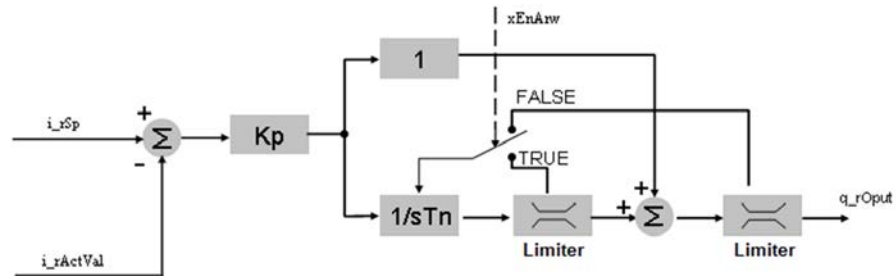 xEnArw
1
FALSE
+
i_rSp
Σ
-
Kp
TRUE
+
+
q_rOput
1/sTn
Σ
Limiter
Limiter
i_rActVal